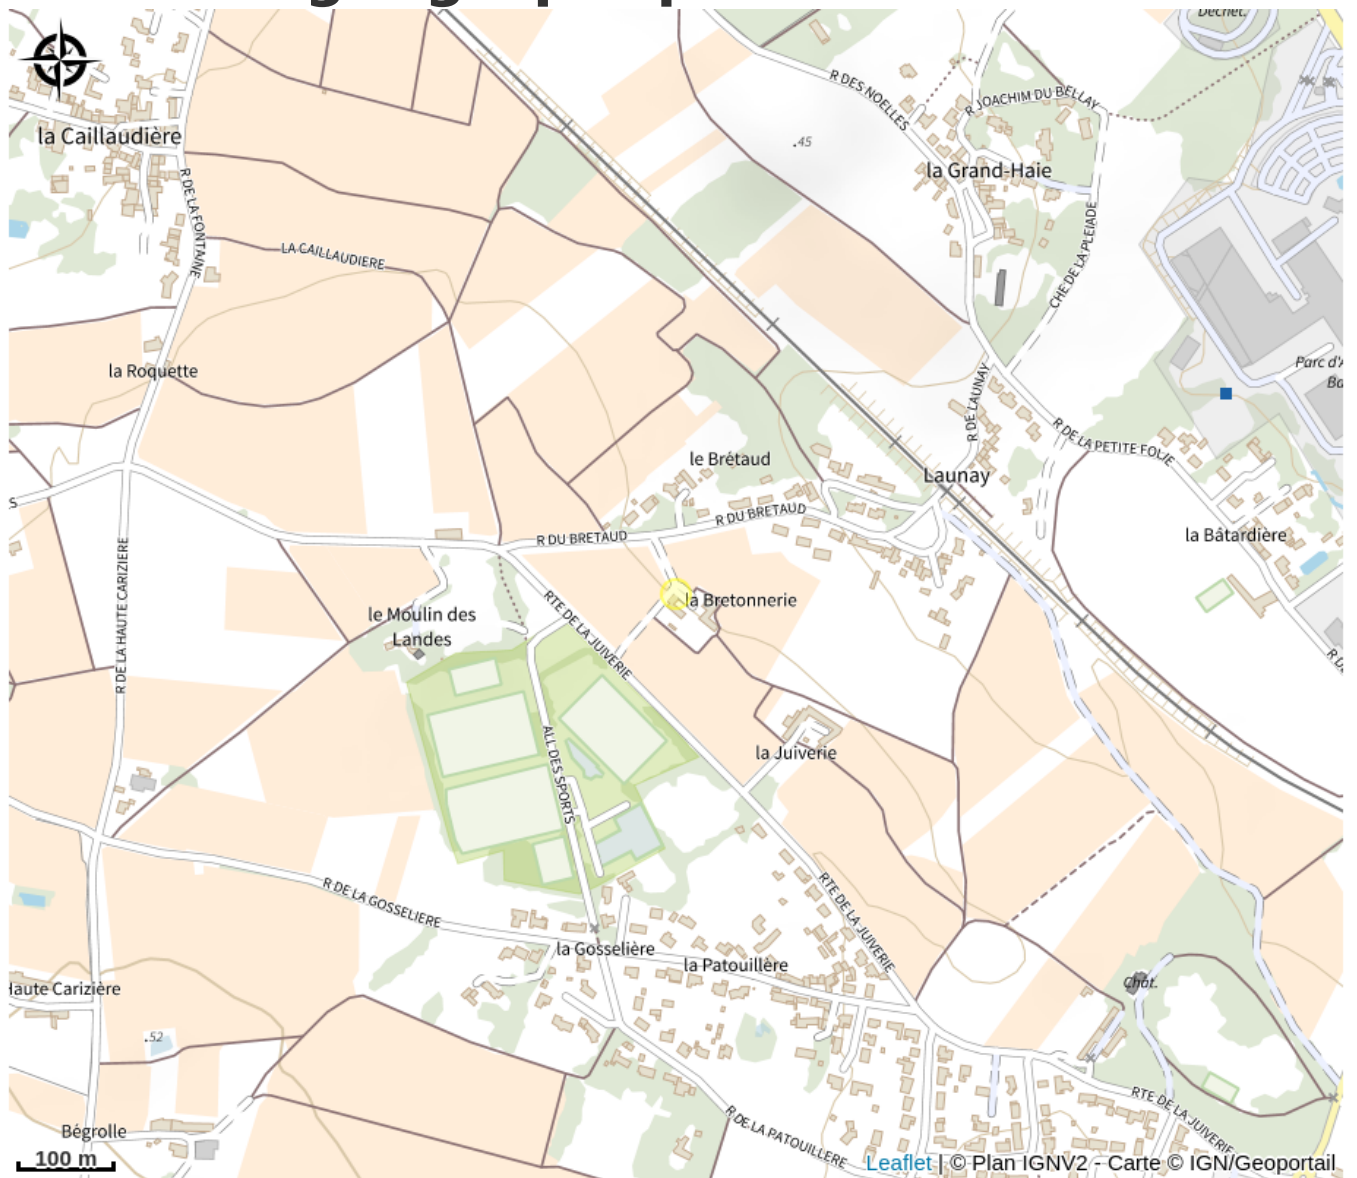 Déchet.
R DES NOELLES
R JOACHIM DU BELLAY
la Caillaudière
.45
la Grand-Haie
R DE LA FONTAINE
LA CAILLAUDIERE
CHE DE LA PLEIADE
la Roquette
Parc d'A
Ba
R DE LAUNAY
R DE LA PETITE FOLIE
le Brétaud
Launay
s
R DU BRETAUD
R DU BRETAUD
la Bâtardière
R DE LA HAUTE CARIZIERE
le Moulin des
Landes
RTE DE LA JUIVERIE
la Bretonnerie
R D
ALL DES SPORTS
la Juiverie
R DE LA GOSSELIERE
RTE DE LA JUIVERIE
la Gosselière
la Patouillère
Haute Carizière
Chât.
.52
RTE DE LA JUIVERIE
Bégrolle
R DE LA PATOUILLERE
100 m
Leaflet | © Plan IGNV2 - Carte © IGN/Geoportail